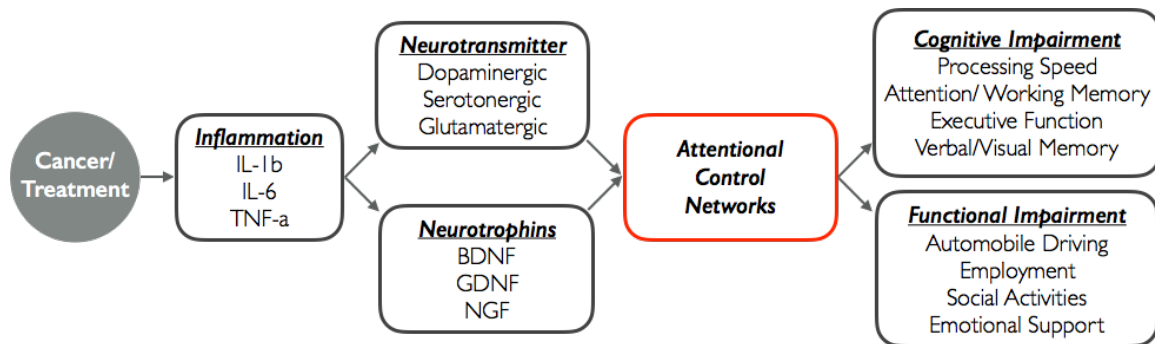 Cancer/
Treatment
Inflammation
IL-1b
IL-6
TNF-a
Neurotransmitter
Dopaminergic
Serotonergic
Glutamatergic
Neurotrophins
BDNF
GDNF
NGF
Attentional
Control
Networks
Cognitive Impairment
Processing Speed
Attention/ Working Memory
Executive Function
Verbal/Visual Memory
Functional Impairment
Automobile Driving
Employment
Social Activities
Emotional Support